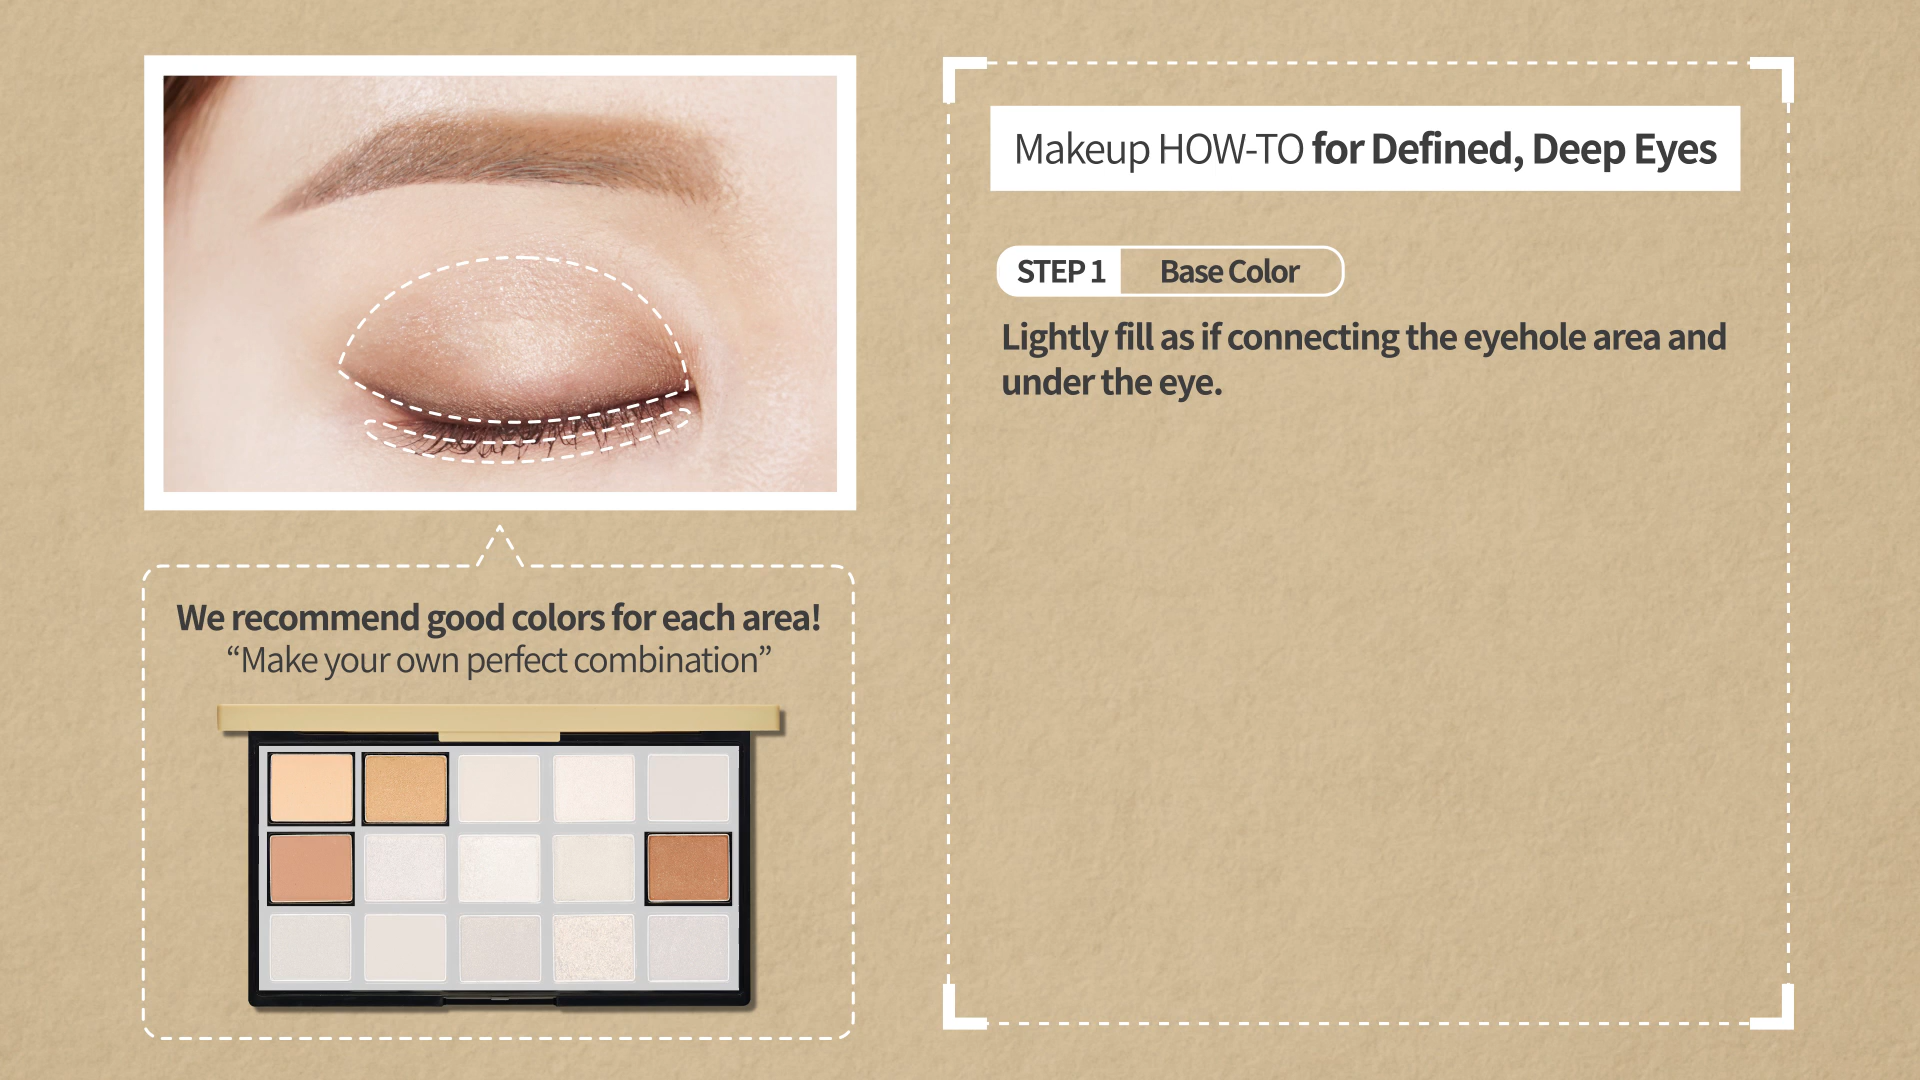 Makeup HOW-TO for Defined, Deep Eyes
STEP 1 Base Color
Lightly fill as if connecting the eyehole area and
under the eye.
We recommend good colors for each area!
“Make your own perfect combination”